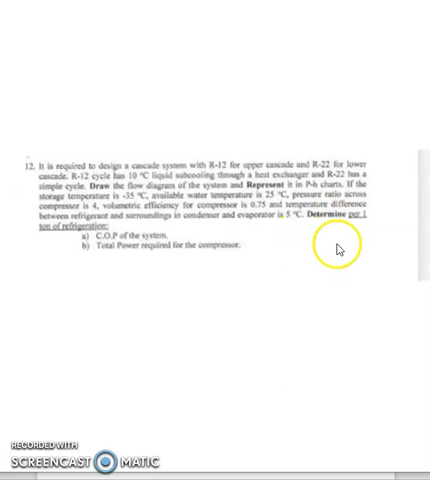 12. It is required to design a cascade system with R-12 for upper cascade and R-22 for lower
cascade. R-12 cycle has 10 °C liquid subcooling through a heat exchanger and R-22 has a
simple cycle. Draw the flow diagram of the system and Represent it in P-h charts. If the
storage temperature is -35 °C, available water temperature is 25 °C, pressure ratio across
compressor is 4, volumetric efficiency for compressor is 0.75 and temperature difference
between refrigerant and surroundings in condenser and evaporator is 5 °C. Determine per 1
ton of refrigeration:
a) C.O.P of the system.
b) Total Power required for the compressor.
RECORDED WITH
SCREENCAST O MATIC